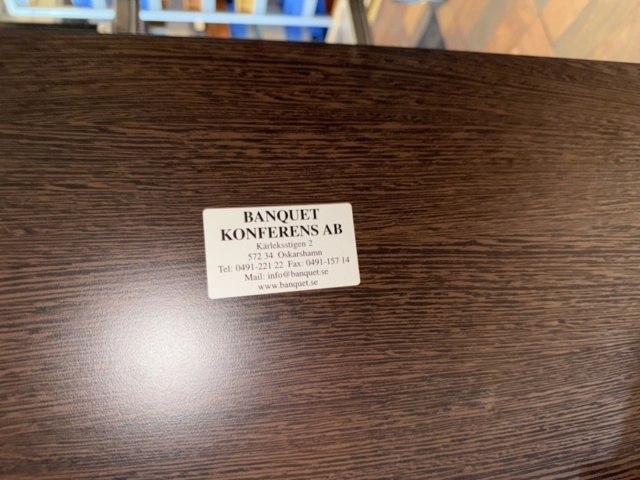 BANQUET
KONFERENS AB
Kärleksstigen 2
572 34 Oskarshamn
Tel: 0491-221 22 Fax: 0491-157 14
Mail: info@banquet.se
www.banquet.se